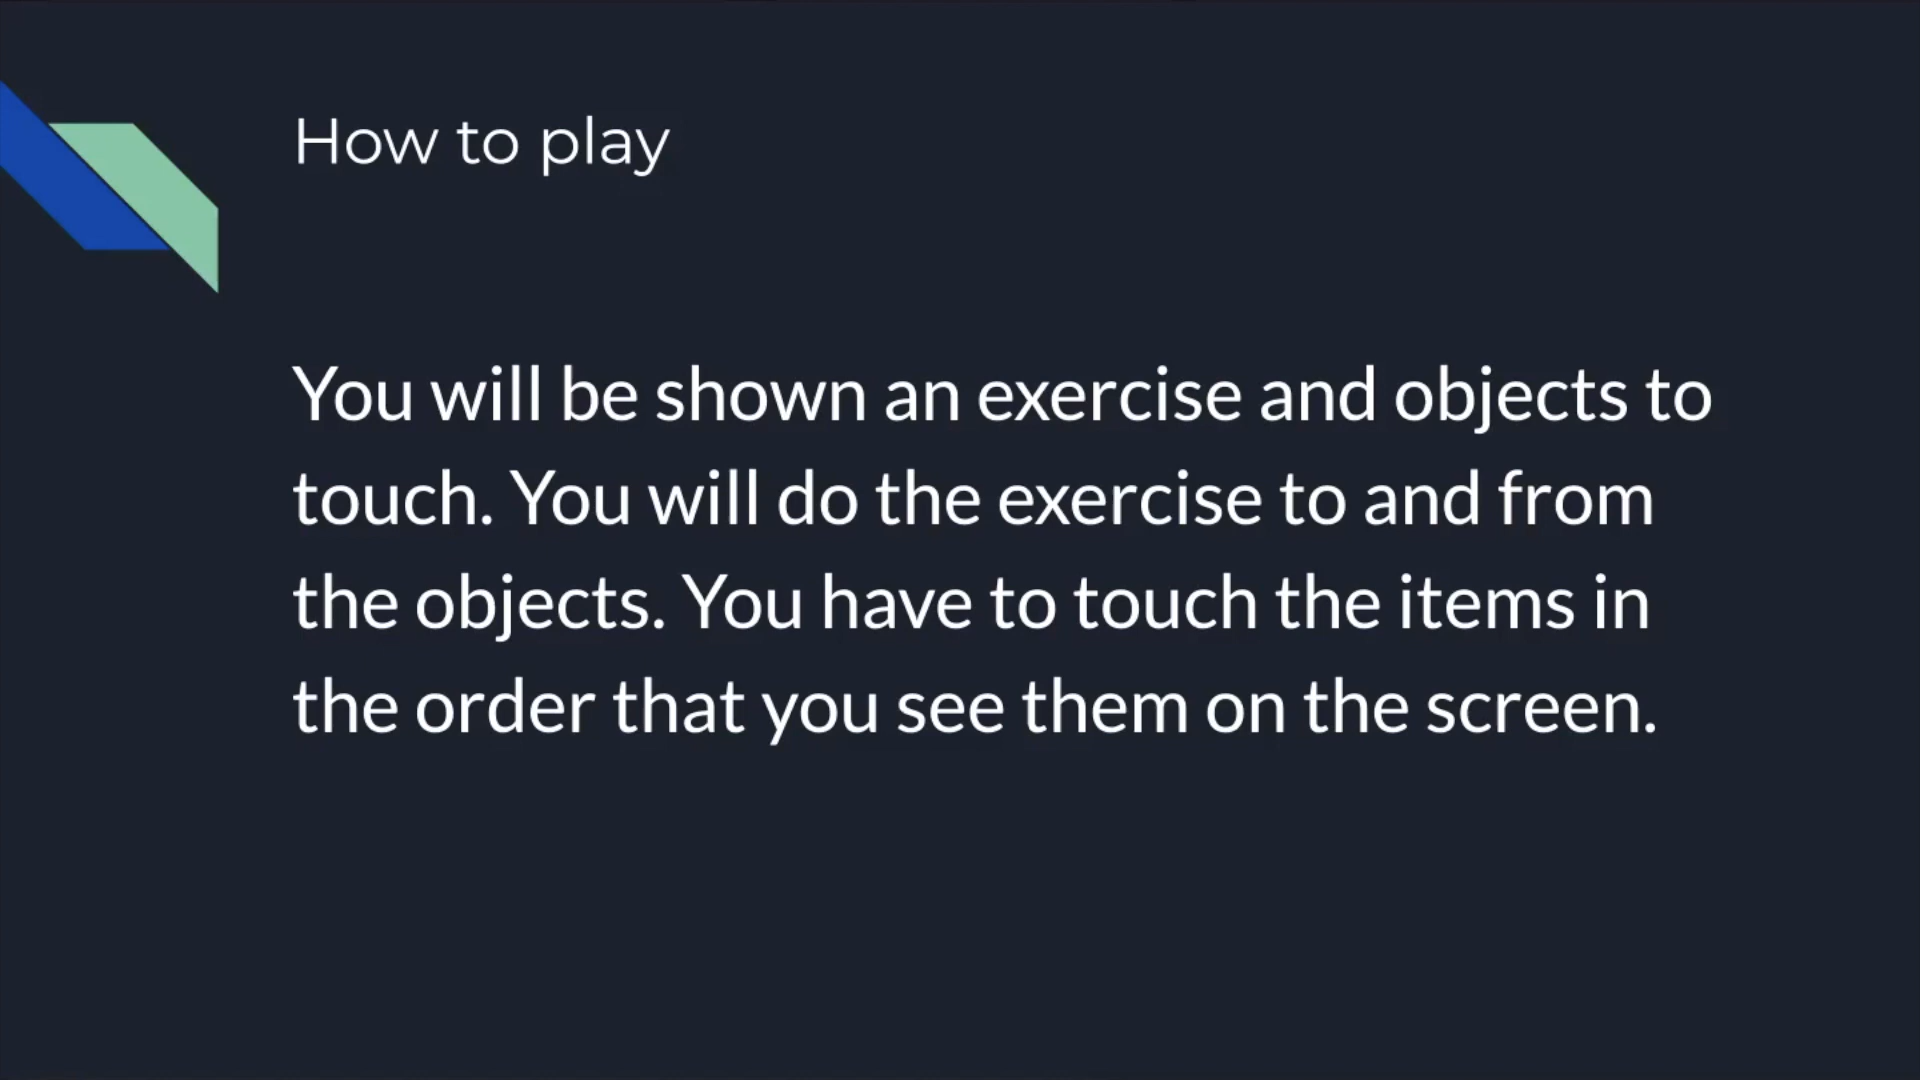 How to play
You will be shown an exercise and objects to
touch. You will do the exercise to and from
the objects. You have to touch the items in
the order that you see them on the screen.